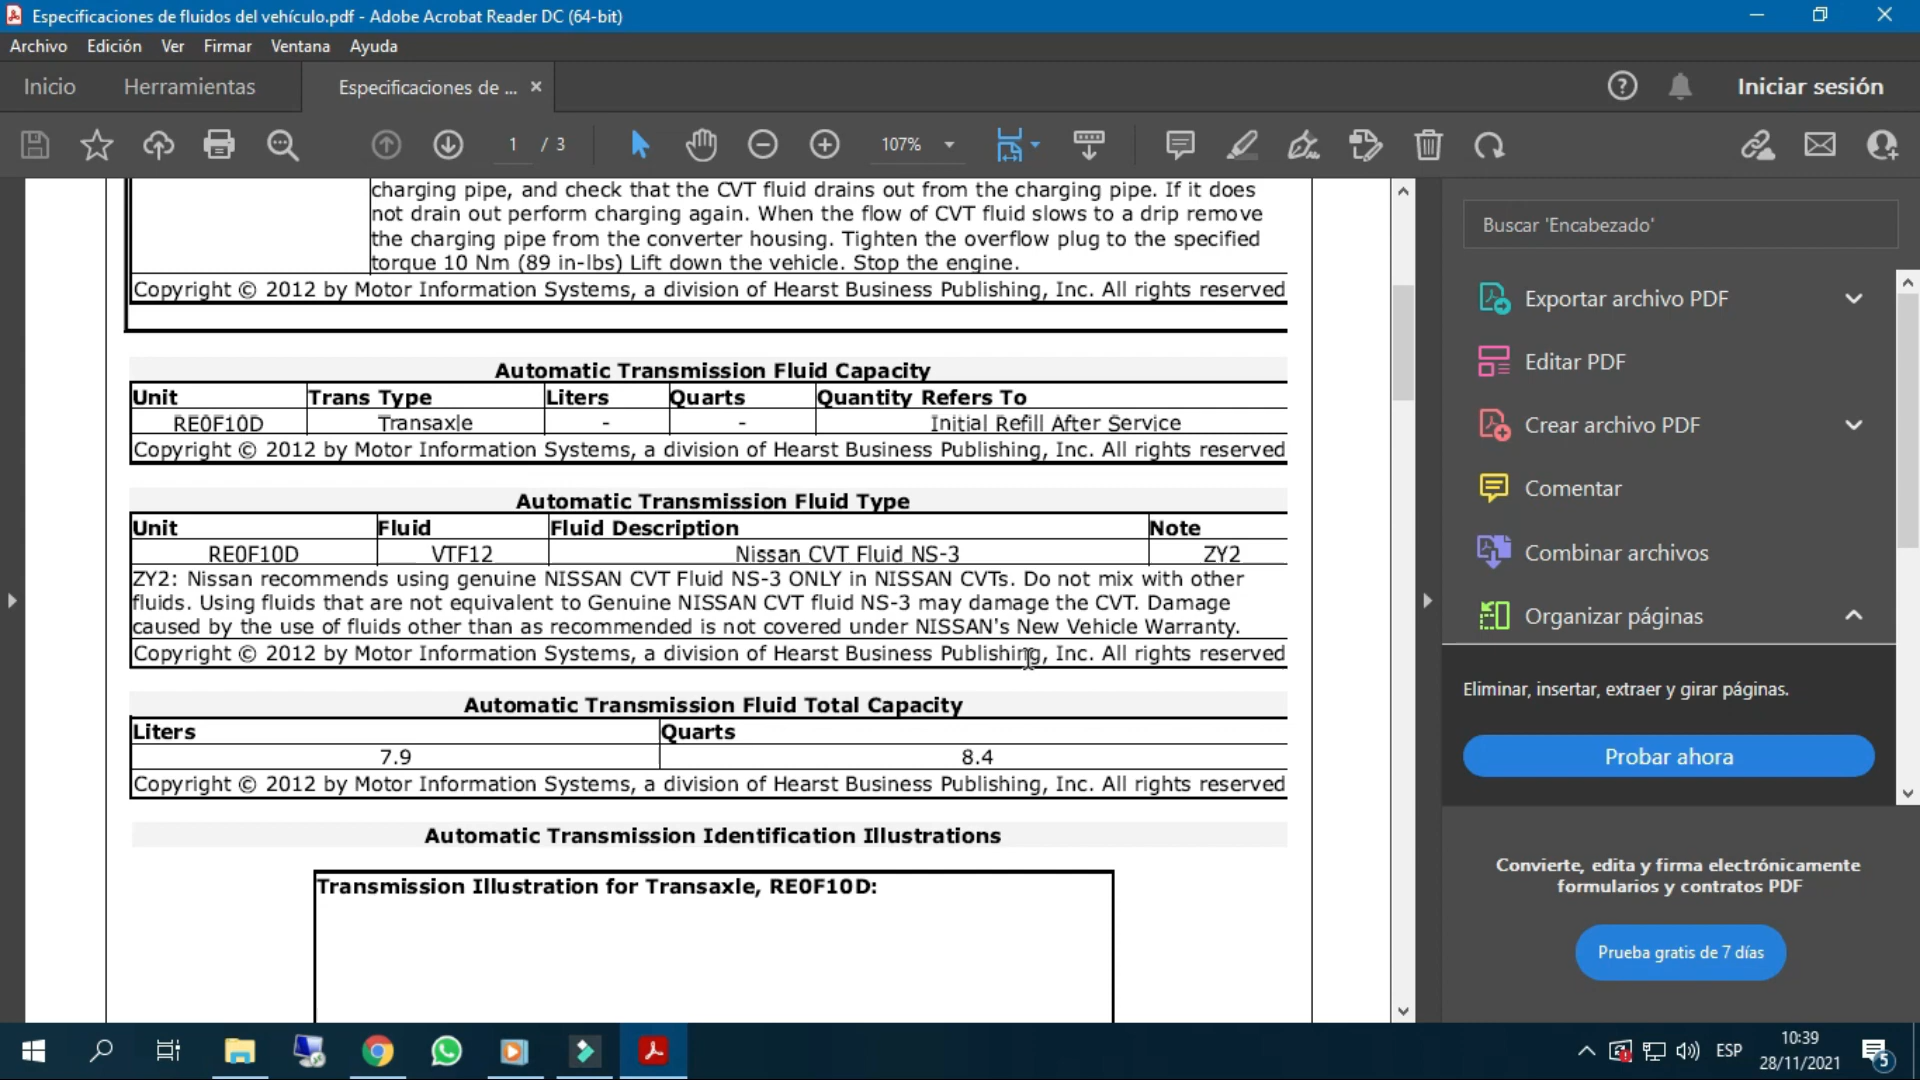 Especificaciones de fluidos del vehículo.pdf - Adobe Acrobat Reader DC (64-bit)
Archivo Edición Ver Firmar Ventana Ayuda
Inicio Herramientas Especificaciones de ... Iniciar sesión
1 / 3 107%
charging pipe, and check that the CVT fluid drains out from the charging pipe. If it does
not drain out perform charging again. When the flow of CVT fluid slows to a drip remove
the charging pipe from the converter housing. Tighten the overflow plug to the specified
torque 10 Nm (89 in-lbs) Lift down the vehicle. Stop the engine.
Copyright © 2012 by Motor Information Systems, a division of Hearst Business Publishing, Inc. All rights reserved
Automatic Transmission Fluid Capacity
Unit Trans Type Liters Quarts Quantity Refers To
RE0F10D Transaxle - - Initial Refill After Service
Copyright © 2012 by Motor Information Systems, a division of Hearst Business Publishing, Inc. All rights reserved
Automatic Transmission Fluid Type
Unit Fluid Fluid Description Note
RE0F10D VTF12 Nissan CVT Fluid NS-3 ZY2
ZY2: Nissan recommends using genuine NISSAN CVT Fluid NS-3 ONLY in NISSAN CVTs. Do not mix with other
fluids. Using fluids that are not equivalent to Genuine NISSAN CVT fluid NS-3 may damage the CVT. Damage
caused by the use of fluids other than as recommended is not covered under NISSAN's New Vehicle Warranty.
Copyright © 2012 by Motor Information Systems, a division of Hearst Business Publishing, Inc. All rights reserved
Automatic Transmission Fluid Total Capacity
Liters Quarts
7.9 8.4
Copyright © 2012 by Motor Information Systems, a division of Hearst Business Publishing, Inc. All rights reserved
Automatic Transmission Identification Illustrations
Transmission Illustration for Transaxle, RE0F10D:
Buscar 'Encabezado'
Exportar archivo PDF
Editar PDF
Crear archivo PDF
Comentar
Combinar archivos
Organizar páginas
Eliminar, insertar, extraer y girar páginas.
Probar ahora
Convierte, edita y firma electrónicamente
formularios y contratos PDF
Prueba gratis de 7 días
ESP
10:39
28/11/2021
5